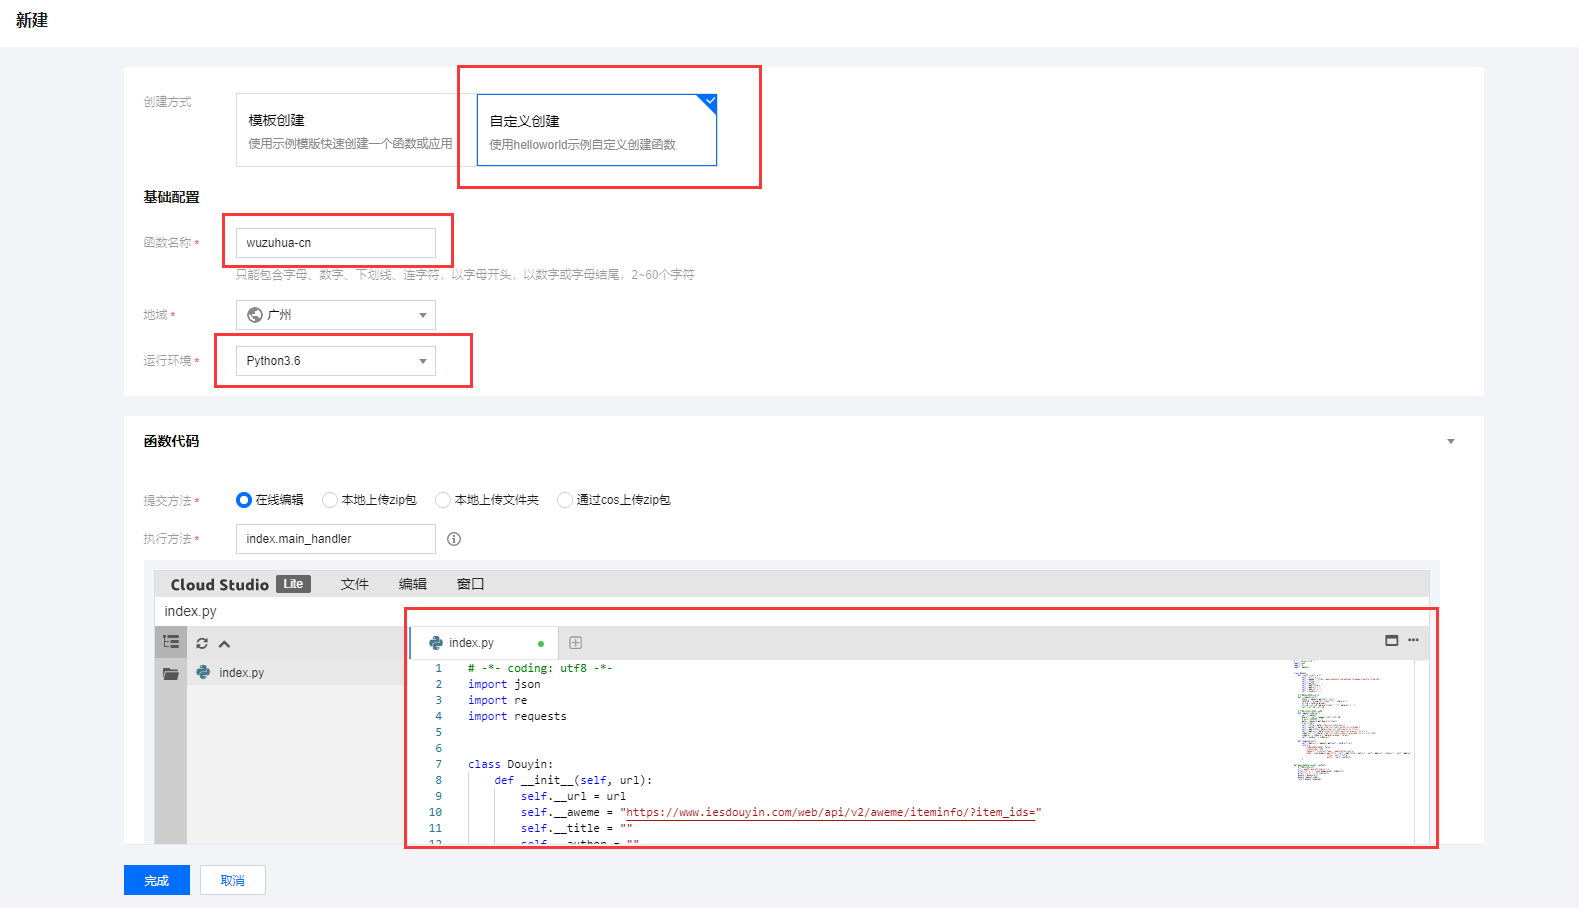 新建
创建方式
模板创建
使用示例模版快速创建一个函数或应用
自定义创建
使用helloworld示例自定义创建函数
基础配置
函数名称 *
wuzuhua-cn
只能包含字母、数字、下划线、连字符，以字母开头，以数字或字母结尾，2~60个字符
地域 *
广州
运行环境 *
Python3.6
函数代码
提交方法 *
在线编辑 本地上传zip包 本地上传文件夹 通过cos上传zip包
执行方法 *
index.main_handler
Cloud Studio Lite 文件 编辑 窗口
index.py
index.py
index.py
1 # -*- coding: utf8 -*-
2 import json
3 import re
4 import requests
5
6
7 class Douyin:
8 def __init__(self, url):
9 self.__url = url
10 self.__aweme = "https://www.iesdouyin.com/web/api/v2/aweme/iteminfo/?item_ids="
11 self.__title = ""
12 self.__author = ""
完成
取消